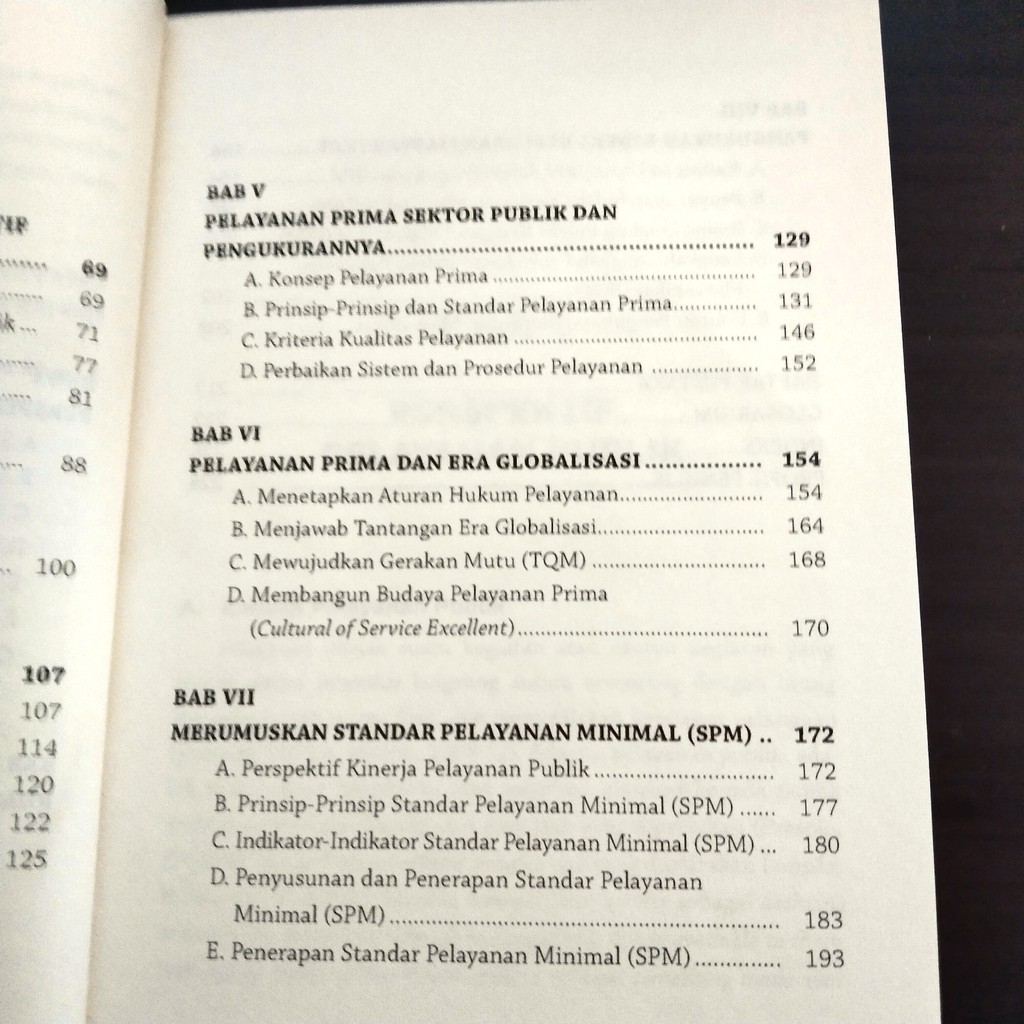 69
69
71
77
81
88
100
107
107
114
120
122
125
BAB V
PELAYANAN PRIMA SEKTOR PUBLIK DAN
PENGUKURANNYA............................................................ 129
A. Konsep Pelayanan Prima ............................................ 129
B. Prinsip-Prinsip dan Standar Pelayanan Prima.............. 131
C. Kriteria Kualitas Pelayanan ......................................... 146
D. Perbaikan Sistem dan Prosedur Pelayanan .................. 152
BAB VI
PELAYANAN PRIMA DAN ERA GLOBALISASI................. 154
A. Menetapkan Aturan Hukum Pelayanan........................ 154
B. Menjawab Tantangan Era Globalisasi............................ 164
C. Mewujudkan Gerakan Mutu (TQM) ............................. 168
D. Membangun Budaya Pelayanan Prima
(Cultural of Service Excellent).......................................... 170
BAB VII
MERUMUSKAN STANDAR PELAYANAN MINIMAL (SPM) .. 172
A. Perspektif Kinerja Pelayanan Publik.............................. 172
B. Prinsip-Prinsip Standar Pelayanan Minimal (SPM) ...... 177
C. Indikator-Indikator Standar Pelayanan Minimal (SPM) ... 180
D. Penyusunan dan Penerapan Standar Pelayanan
Minimal (SPM)................................................................. 183
E. Penerapan Standar Pelayanan Minimal (SPM).............. 193